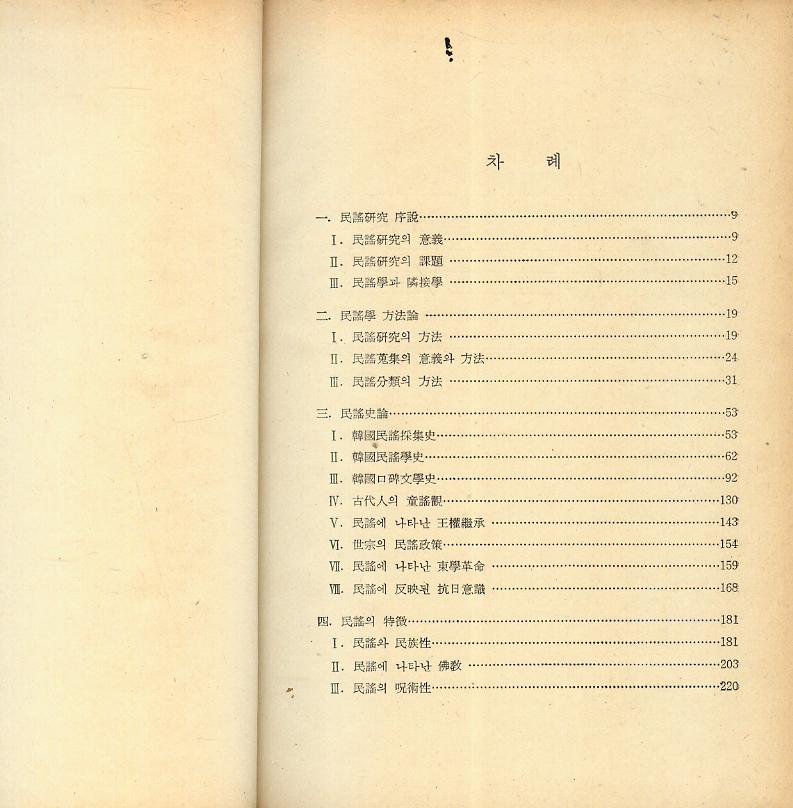 차 례
一. 民謠硏究 序說 9
Ⅰ. 民謠硏究의 意義 9
Ⅱ. 民謠硏究의 課題 12
Ⅲ. 民謠學과 隣接學 15
二. 民謠學 方法論 19
Ⅰ. 民謠硏究의 方法 19
Ⅱ. 民謠蒐集의 意義와 方法 24
Ⅲ. 民謠分類의 方法 31
三. 民謠史論 53
Ⅰ. 韓國民謠採集史 53
Ⅱ. 韓國民謠學史 62
Ⅲ. 韓國口碑文學史 92
Ⅳ. 古代人의 童謠觀 130
Ⅴ. 民謠에 나타난 王權繼承 143
Ⅵ. 世宗의 民謠政策 154
Ⅶ. 民謠에 나타난 東學革命 159
Ⅷ. 民謠에 反映된 抗日意識 168
四. 民謠의 特徵 181
Ⅰ. 民謠와 民族性 181
Ⅱ. 民謠에 나타난 佛敎 203
Ⅲ. 民謠의 呪術性 220